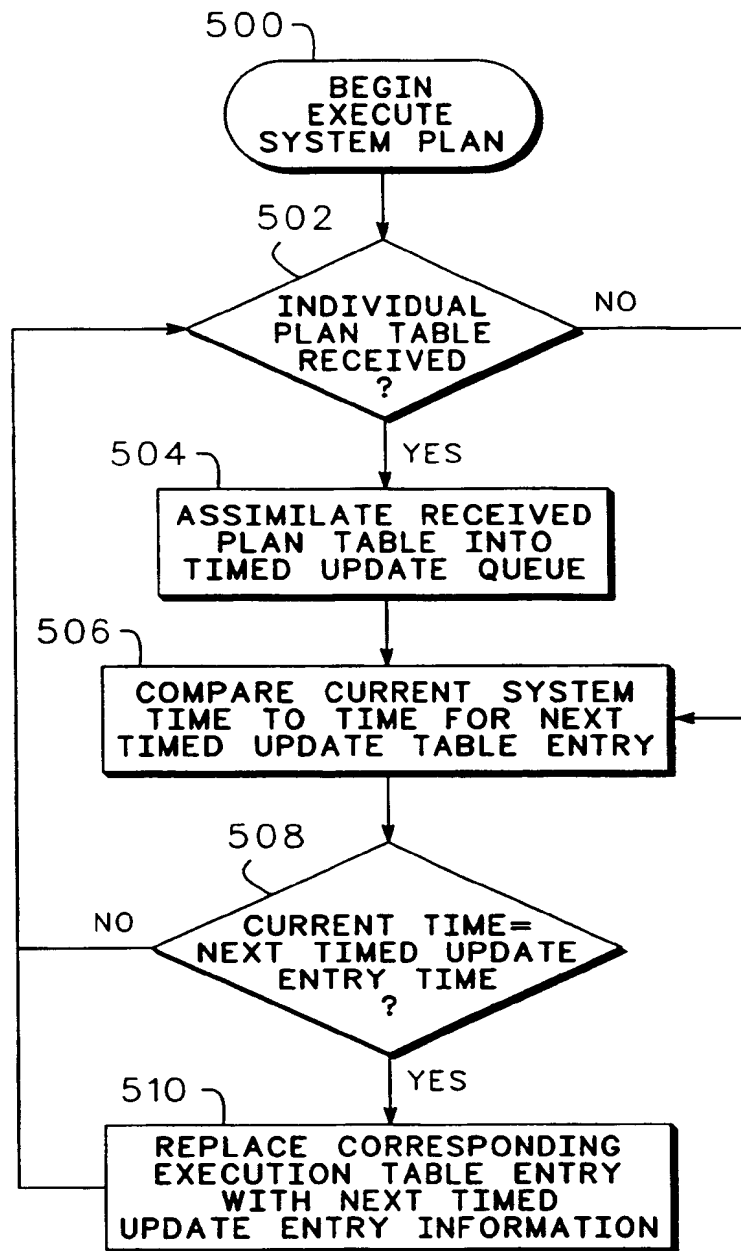 500
BEGIN
EXECUTE
SYSTEM PLAN
502
INDIVIDUAL
PLAN TABLE
RECEIVED
?
NO
YES
504
ASSIMILATE RECEIVED
PLAN TABLE INTO
TIMED UPDATE QUEUE
506
COMPARE CURRENT SYSTEM
TIME TO TIME FOR NEXT
TIMED UPDATE TABLE ENTRY
508
NO
CURRENT TIME=
NEXT TIMED UPDATE
ENTRY TIME
?
YES
510
REPLACE CORRESPONDING
EXECUTION TABLE ENTRY
WITH NEXT TIMED
UPDATE ENTRY INFORMATION